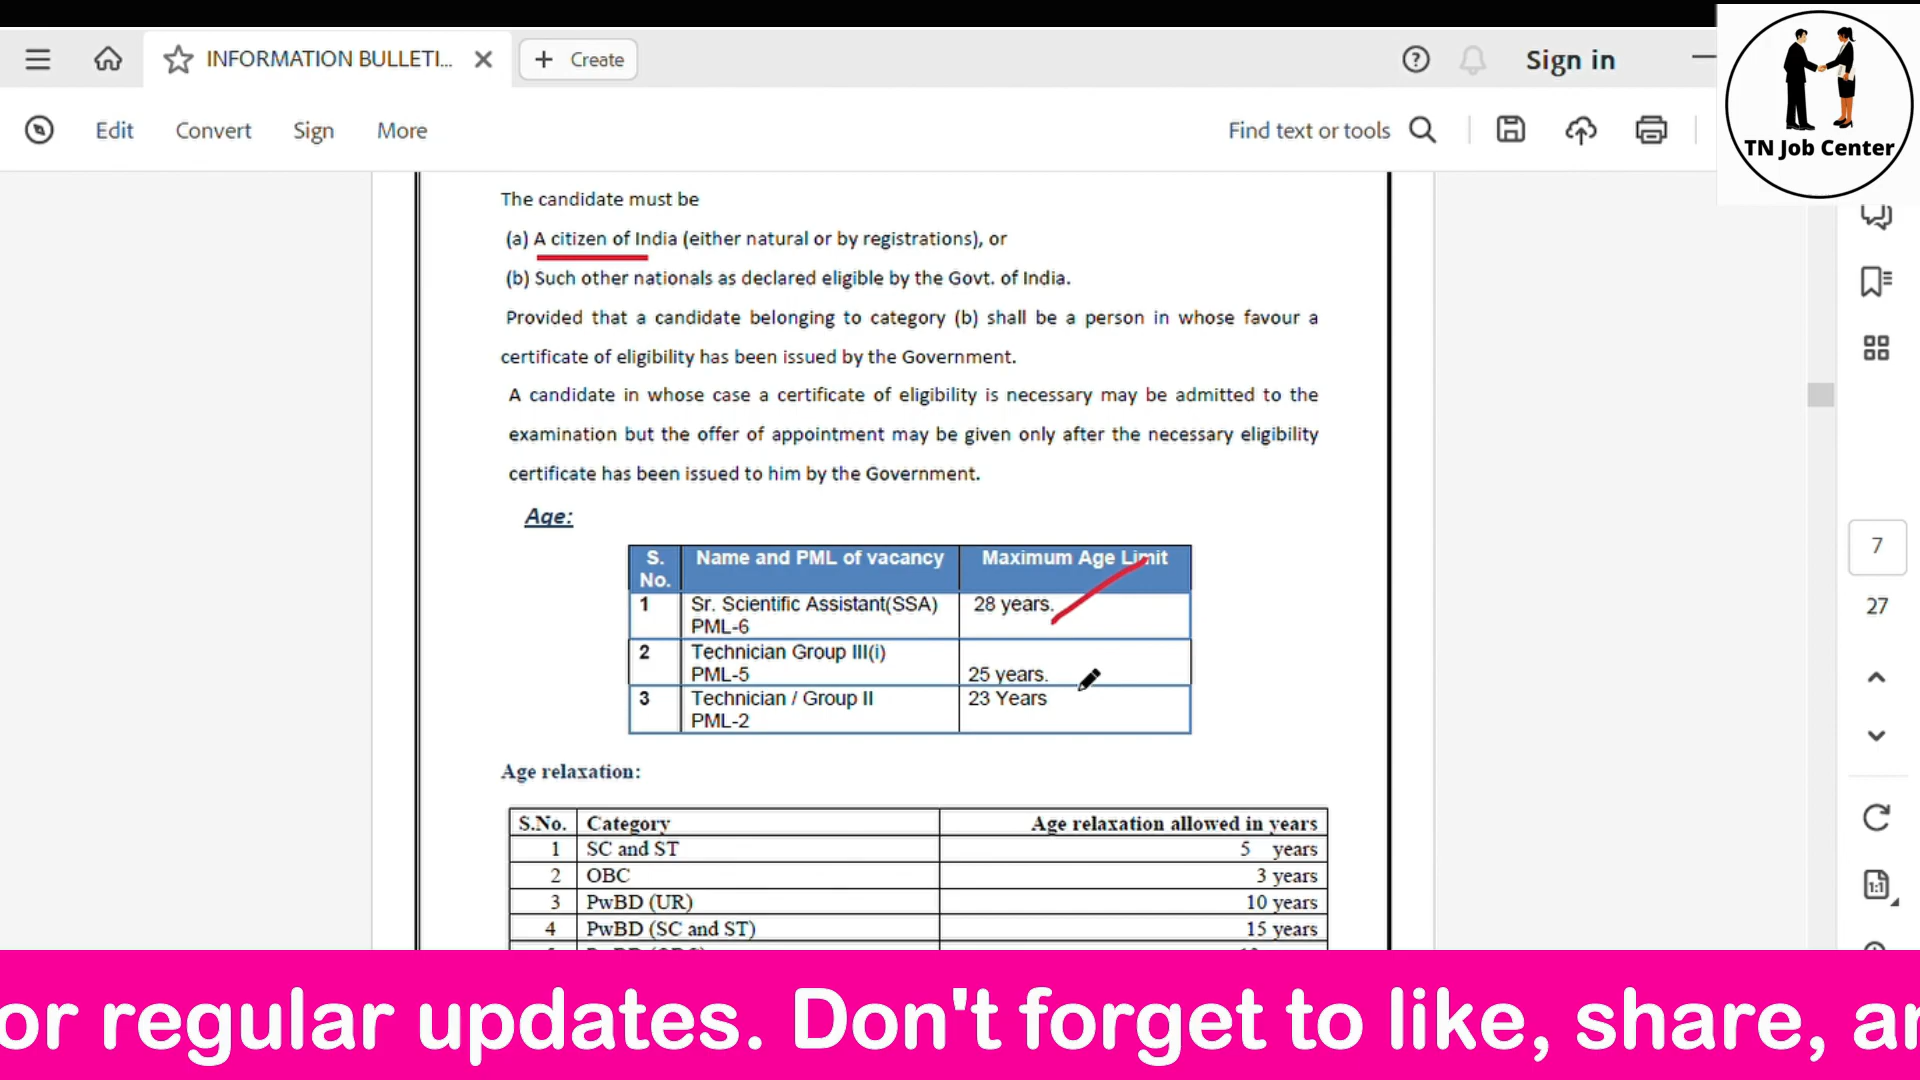 INFORMATION BULLETI...
Create
Sign in
Edit Convert Sign More
Find text or tools
TN Job Center
The candidate must be
(a) A citizen of India (either natural or by registrations), or
(b) Such other nationals as declared eligible by the Govt. of India.
Provided that a candidate belonging to category (b) shall be a person in whose favour a
certificate of eligibility has been issued by the Government.
A candidate in whose case a certificate of eligibility is necessary may be admitted to the
examination but the offer of appointment may be given only after the necessary eligibility
certificate has been issued to him by the Government.
Age:
S. No. Name and PML of vacancy Maximum Age Limit
1 Sr. Scientific Assistant(SSA) 28 years.
PML-6
2 Technician Group III(i)
PML-5 25 years.
3 Technician / Group II 23 Years
PML-2
Age relaxation:
S.No. Category Age relaxation allowed in years
1 SC and ST 5 years
2 OBC 3 years
3 PwBD (UR) 10 years
4 PwBD (SC and ST) 15 years
7
27
1:1
or regular updates. Don't forget to like, share, an